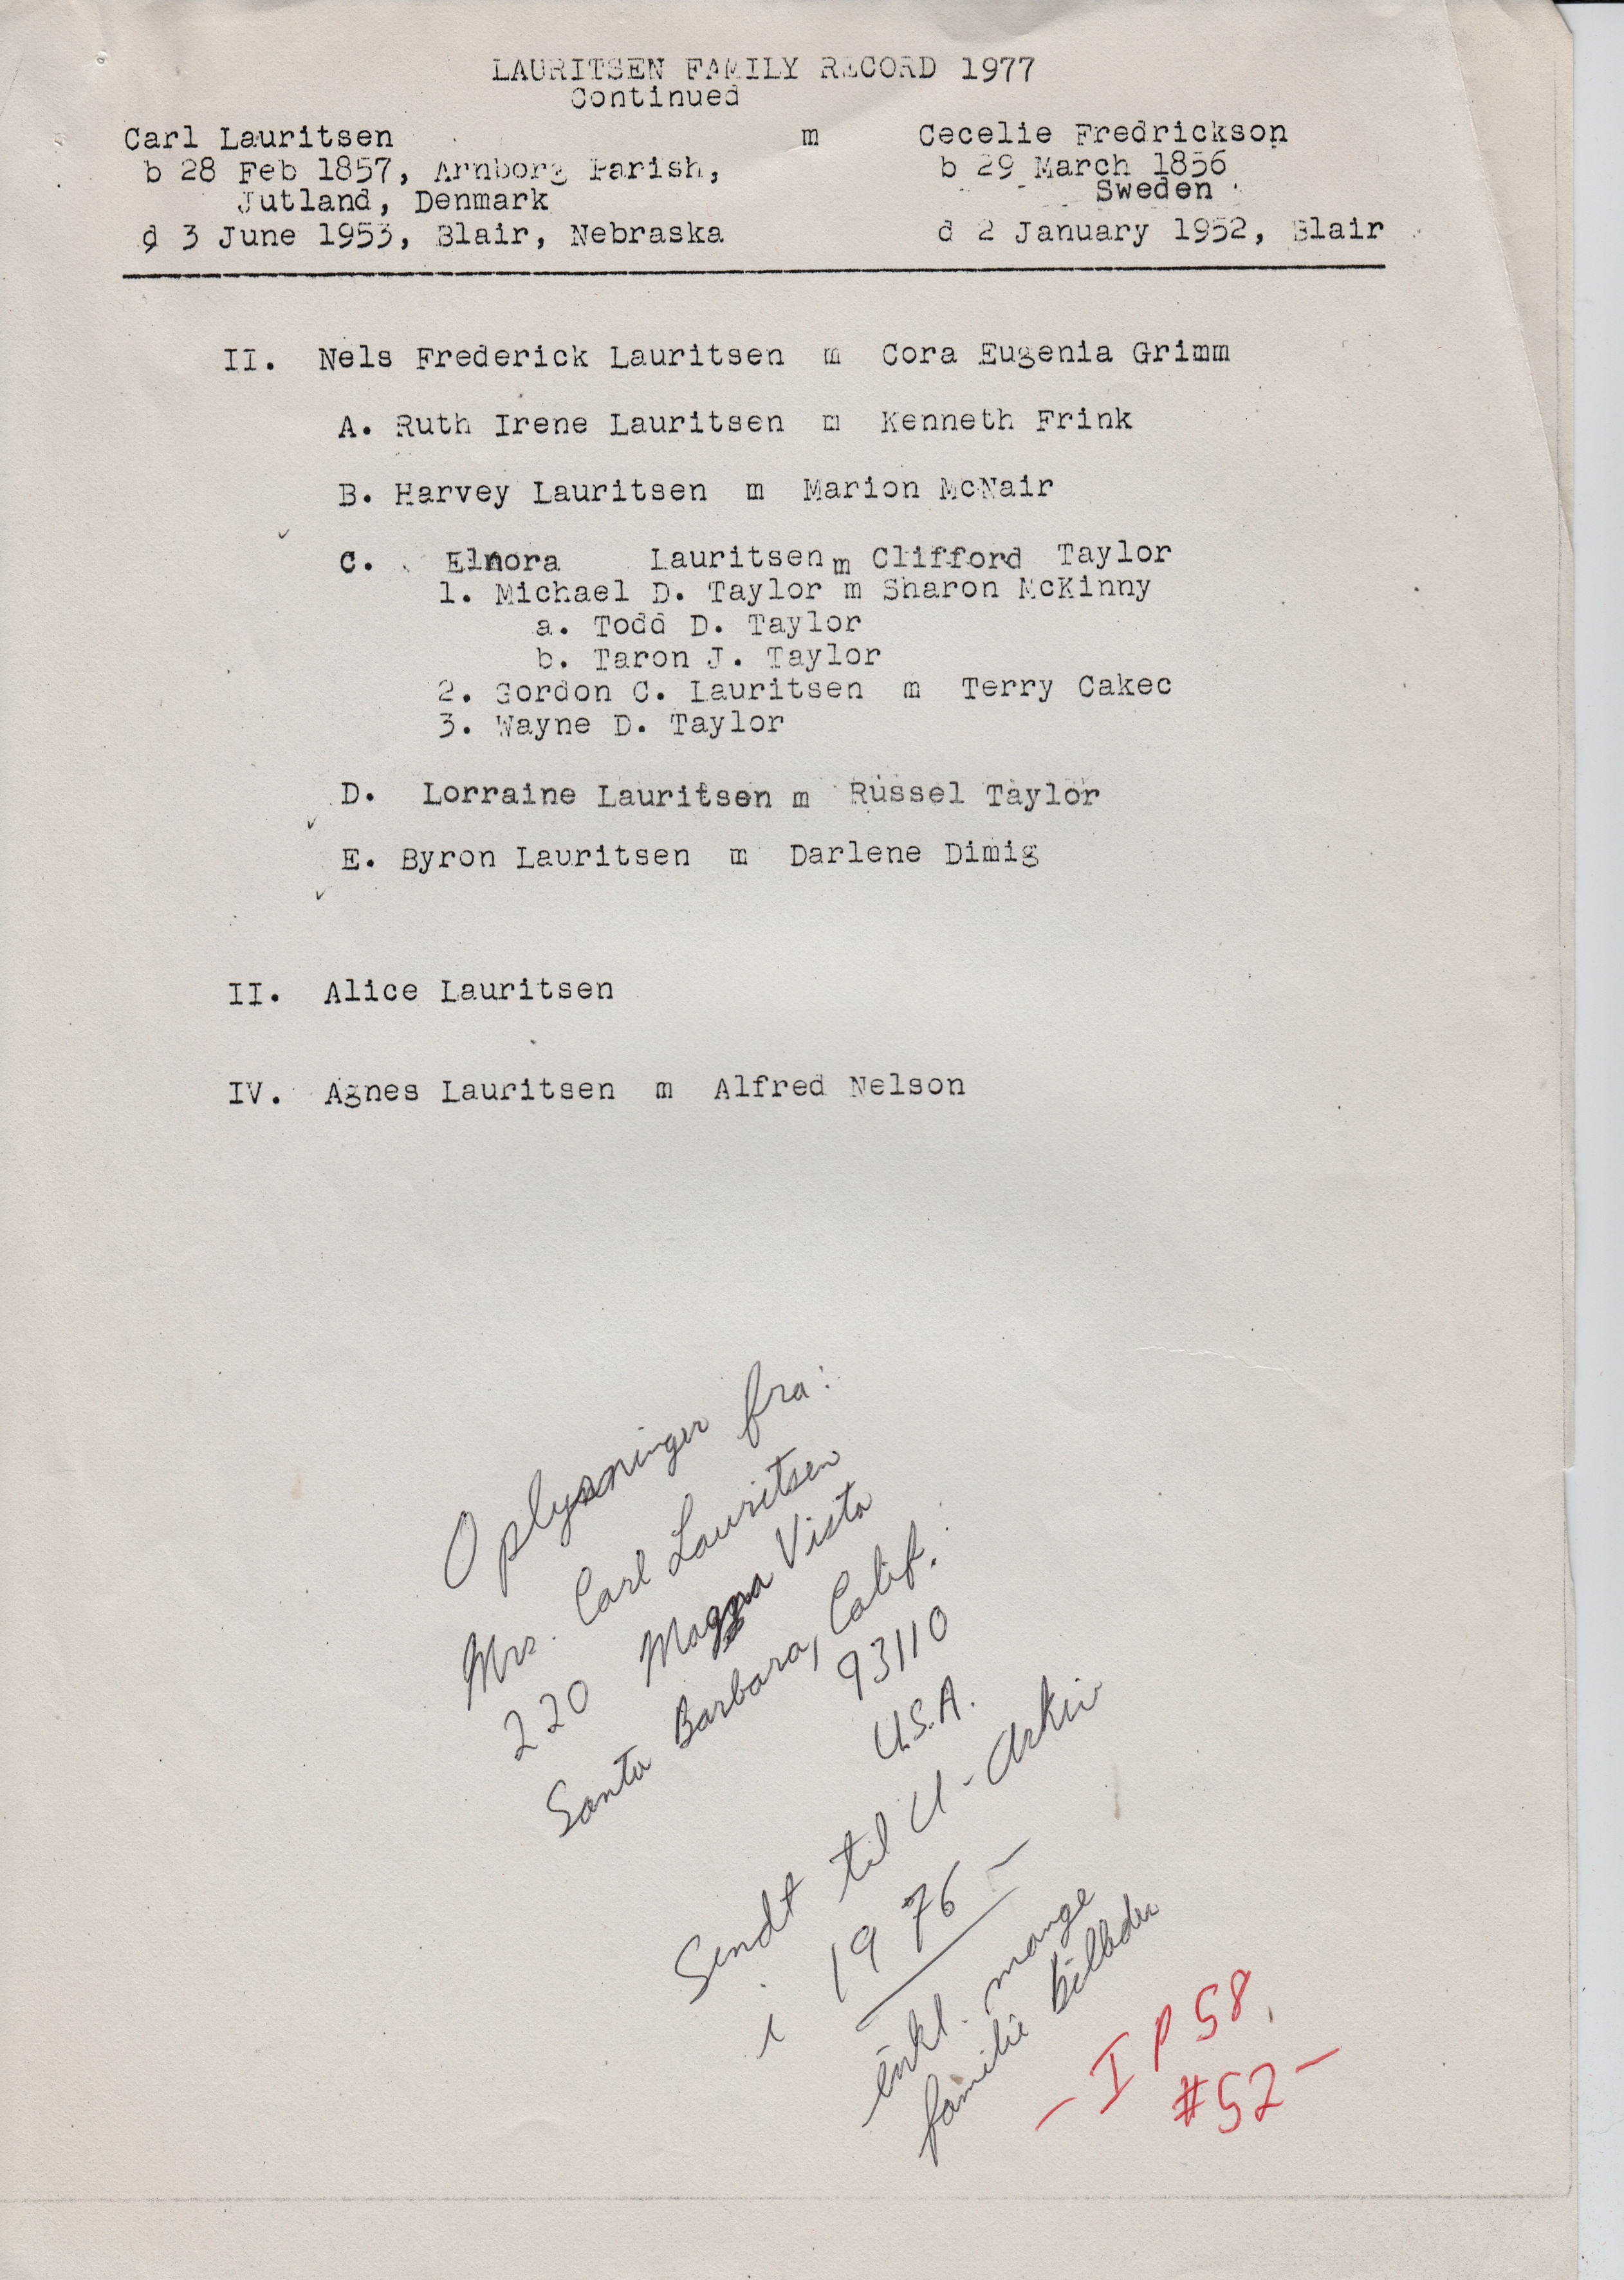 LAURITSEN FAMILY RECORD 1977
Continued
Carl Lauritsen m Cecelie Fredrickson
b 28 Feb 1857, Arnborg Parish, b 29 March 1856
Jutland, Denmark Sweden
d 3 June 1953, Blair, Nebraska d 2 January 1952, Blair
II. Nels Frederick Lauritsen m Cora Eugenia Grimm
A. Ruth Irene Lauritsen m Kenneth Frink
B. Harvey Lauritsen m Marion McNair
C. Elnora Lauritsen m Clifford Taylor
1. Michael D. Taylor m Sharon McKinny
a. Todd D. Taylor
b. Taron J. Taylor
2. Gordon C. Lauritsen m Terry Cakec
3. Wayne D. Taylor
D. Lorraine Lauritsen m Russel Taylor
E. Byron Lauritsen m Darlene Dimig
II. Alice Lauritsen
IV. Agnes Lauritsen m Alfred Nelson
Oplysninger fra:
Mrs. Carl Lauritsen
220 Vista
Santa Barbara, Calif.
93110
U.S.A.
Sendt til U-Arkiv
i 1976 —
inkl. mange
familie billeder
— I P 58,
#52 —